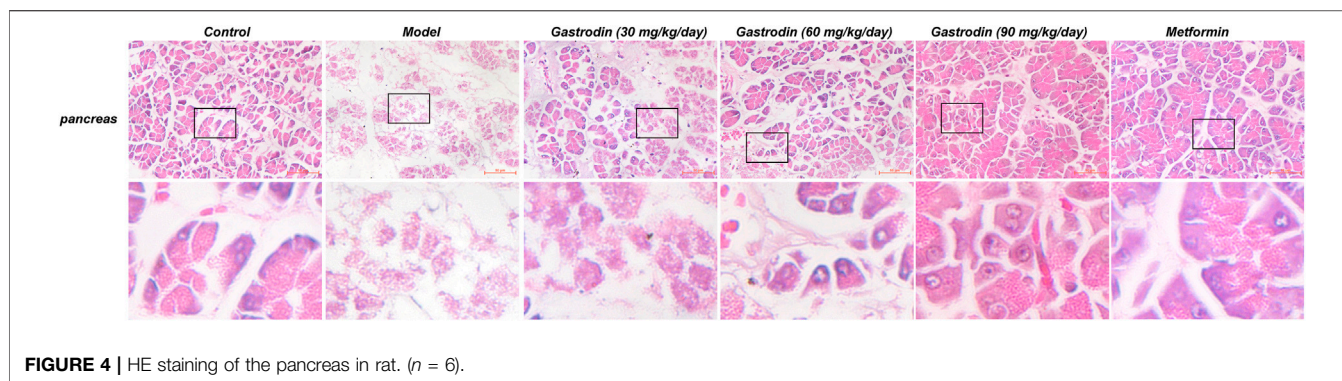 Control Model Gastrodin (30 mg/kg/day) Gastrodin (60 mg/kg/day) Gastrodin (90 mg/kg/day) Metformin
pancreas
FIGURE 4 | HE staining of the pancreas in rat. (n = 6).